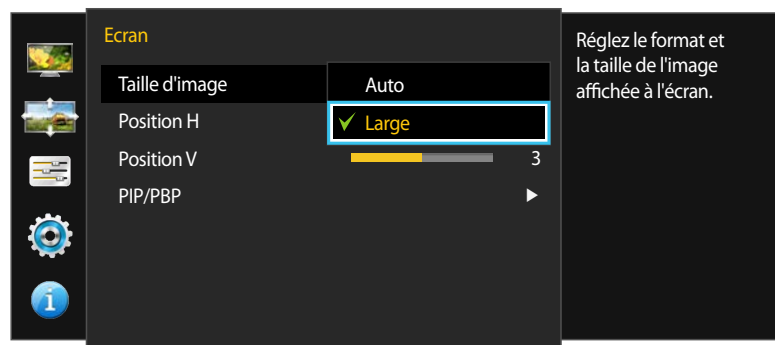 Ecran
Taille d'image
Auto
Position H
Large
Position V
3
PIP/PBP
Réglez le format et
la taille de l'image
affichée à l'écran.
i